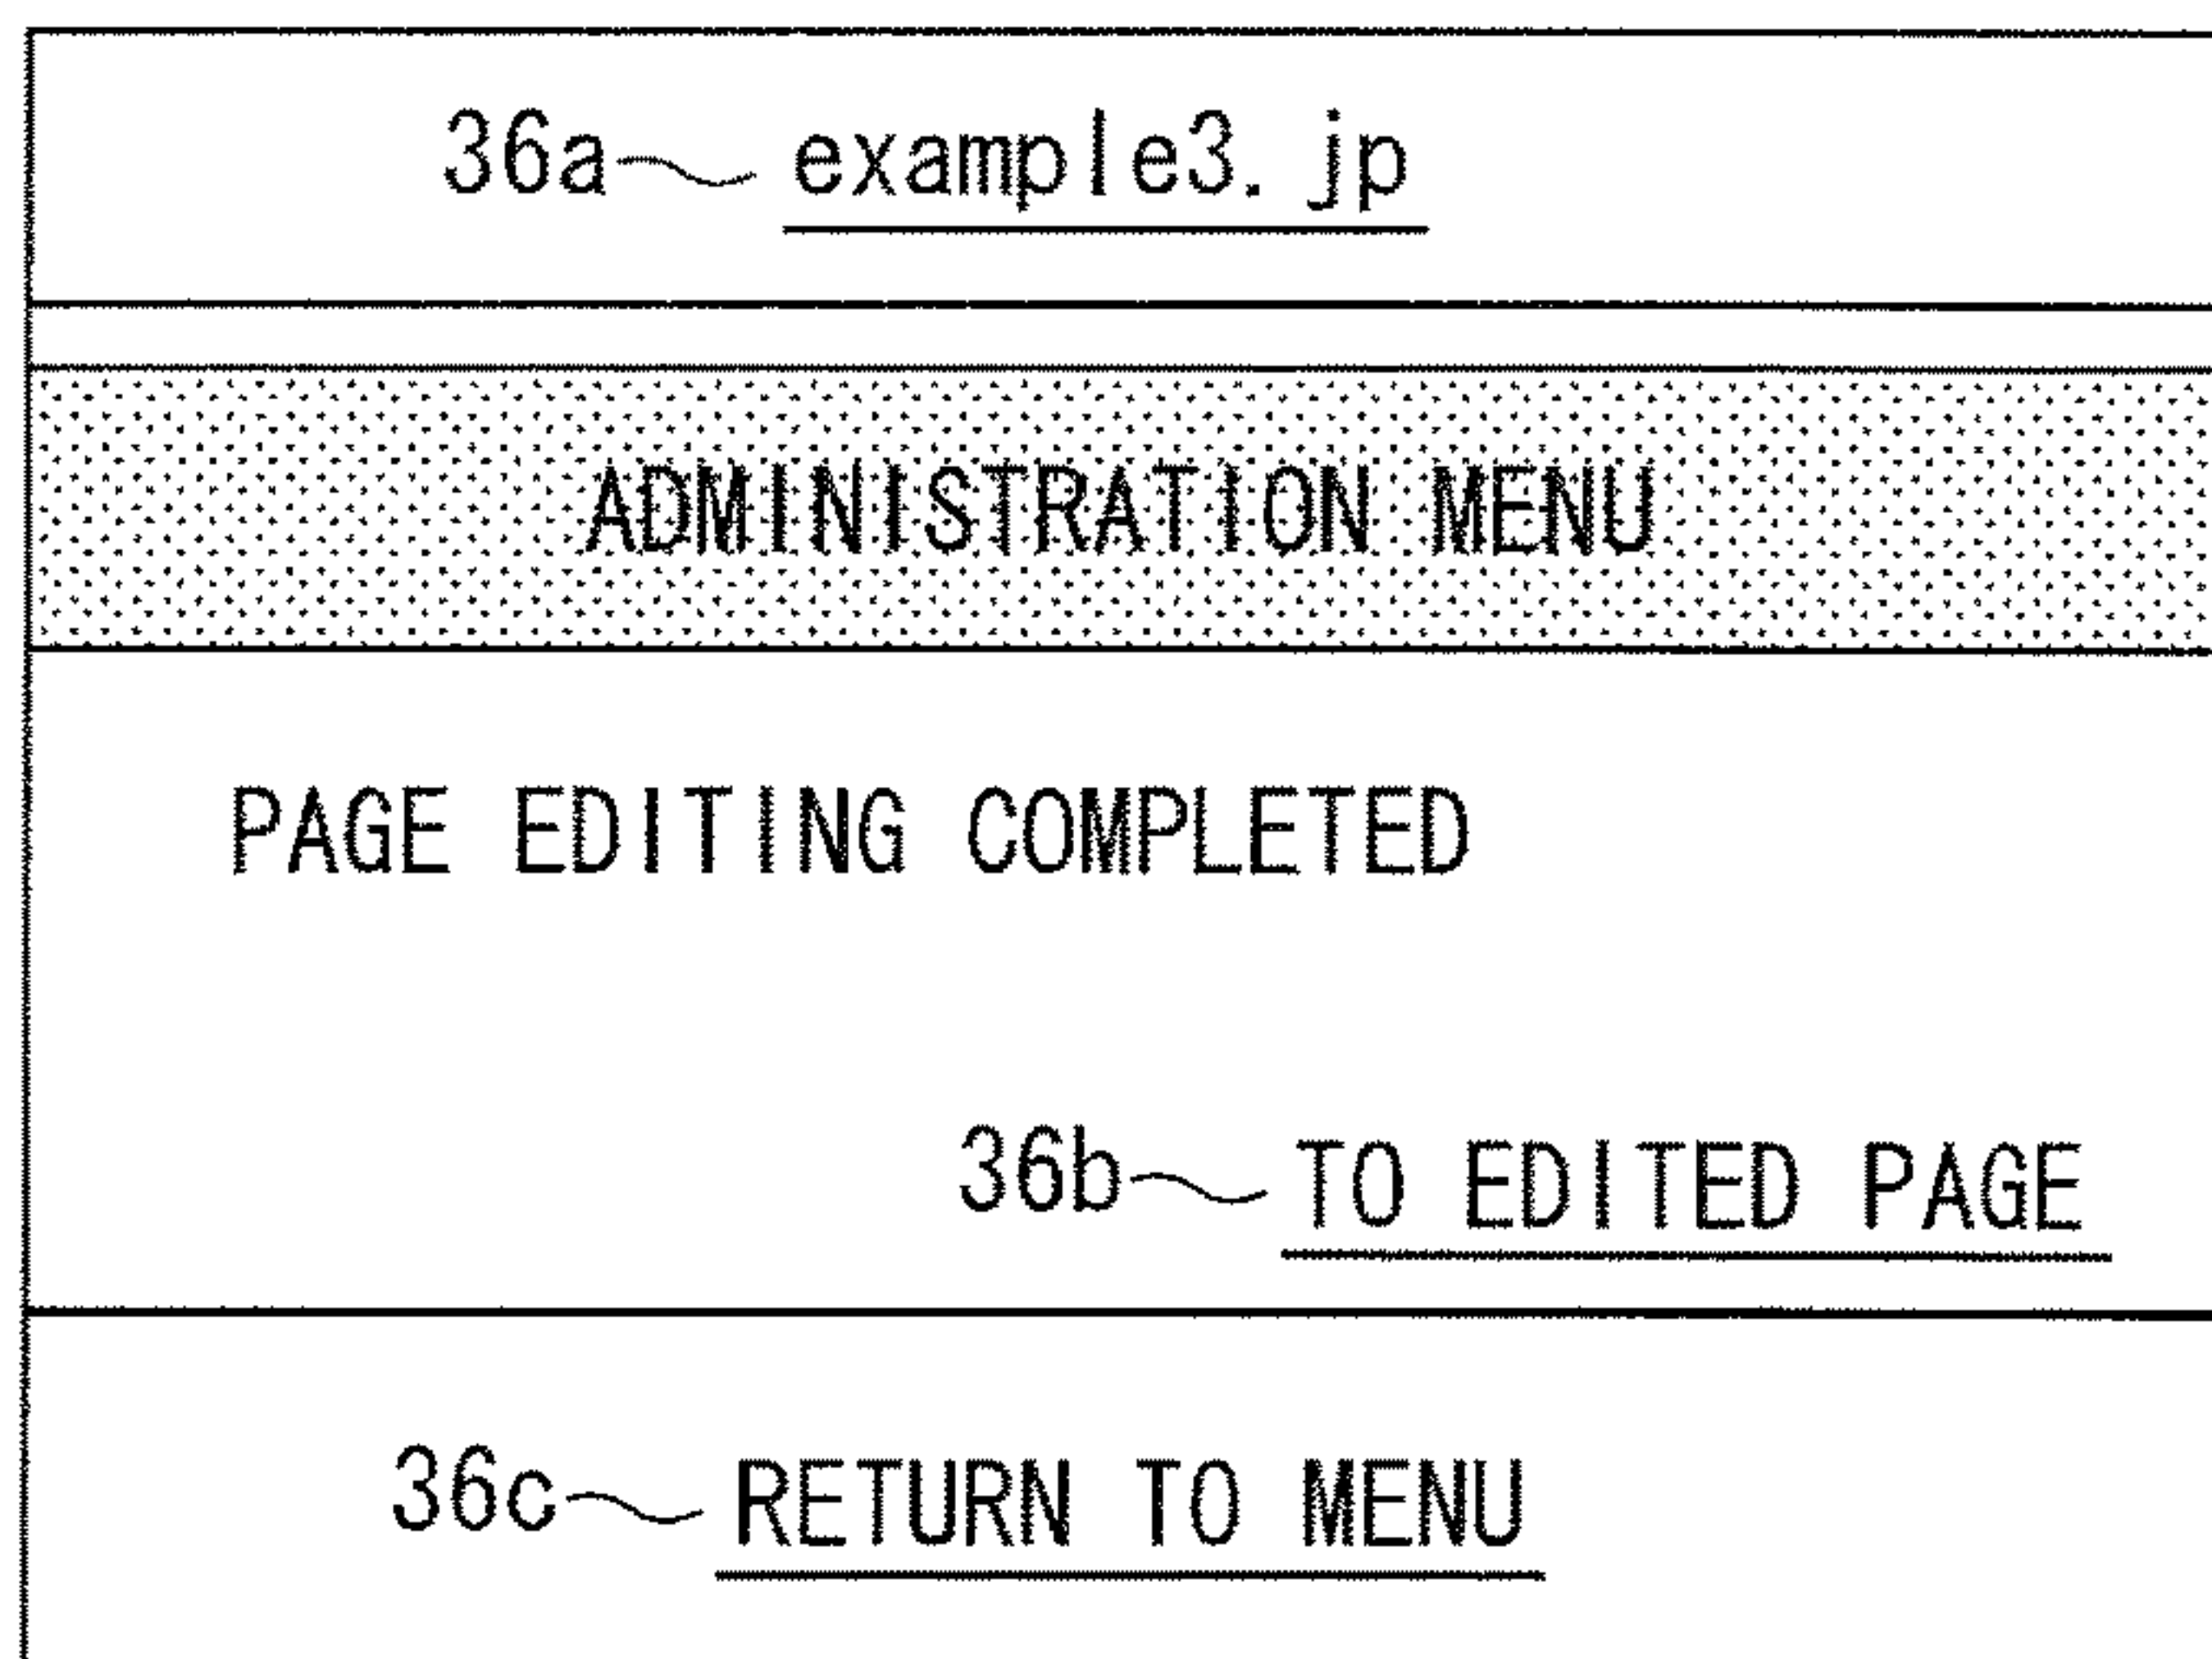 36a example3.jp
ADMINISTRATION MENU
PAGE EDITING COMPLETED
36b TO EDITED PAGE
36c RETURN TO MENU